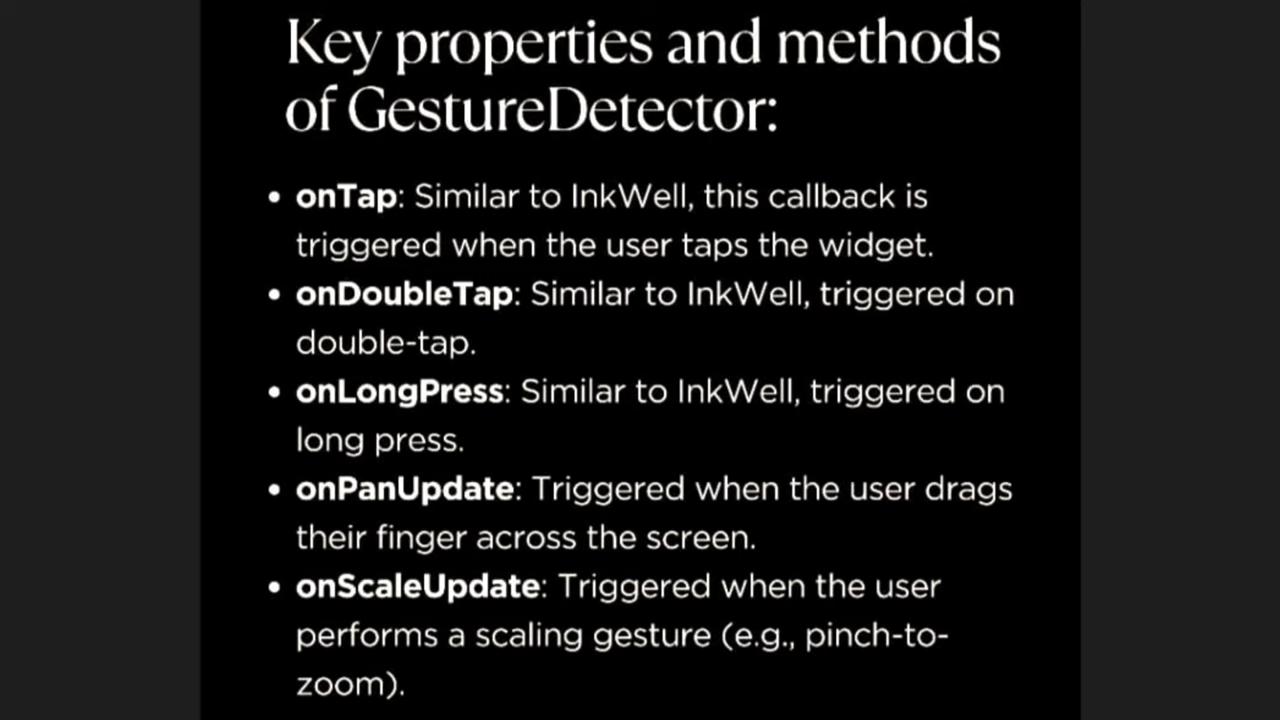 Key properties and methods
of GestureDetector:
• onTap: Similar to InkWell, this callback is
triggered when the user taps the widget.
• onDoubleTap: Similar to InkWell, triggered on
double-tap.
• onLongPress: Similar to InkWell, triggered on
long press.
• onPanUpdate: Triggered when the user drags
their finger across the screen.
• onScaleUpdate: Triggered when the user
performs a scaling gesture (e.g., pinch-to-
zoom).